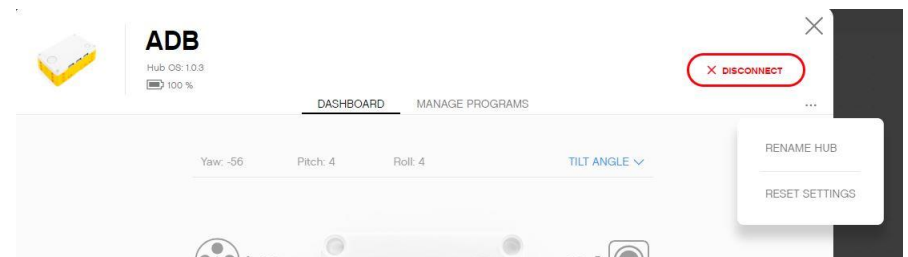 ADB
Hub OS: 1.0.3
100 %
DISCONNECT
DASHBOARD MANAGE PROGRAMS
...
RENAME HUB
RESET SETTINGS
Yaw: -56 Pitch: 4 Roll: 4 TILT ANGLE